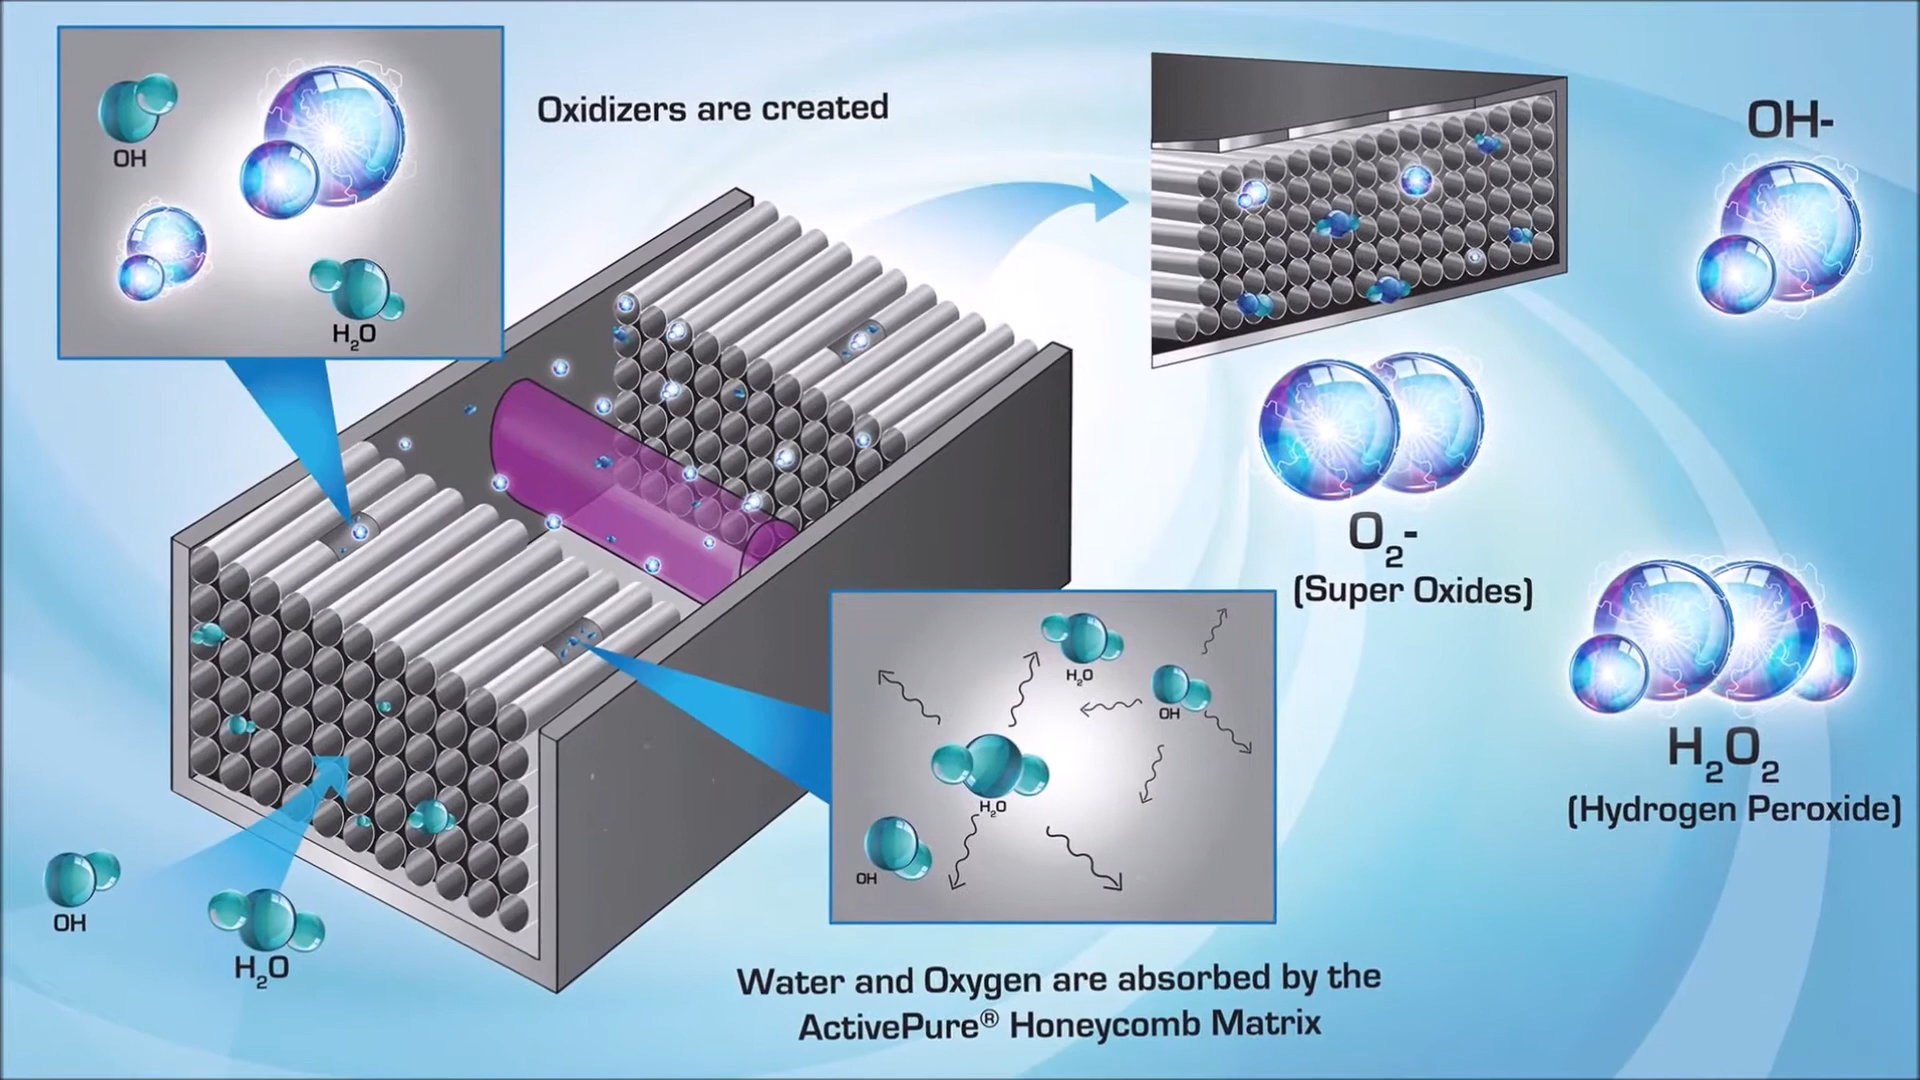 OH
H₂O
Oxidizers are created
OH-
O₂-
(Super Oxides)
H₂O₂
(Hydrogen Peroxide)
H₂O
OH
H₂O
OH
OH
H₂O
Water and Oxygen are absorbed by the
ActivePure® Honeycomb Matrix